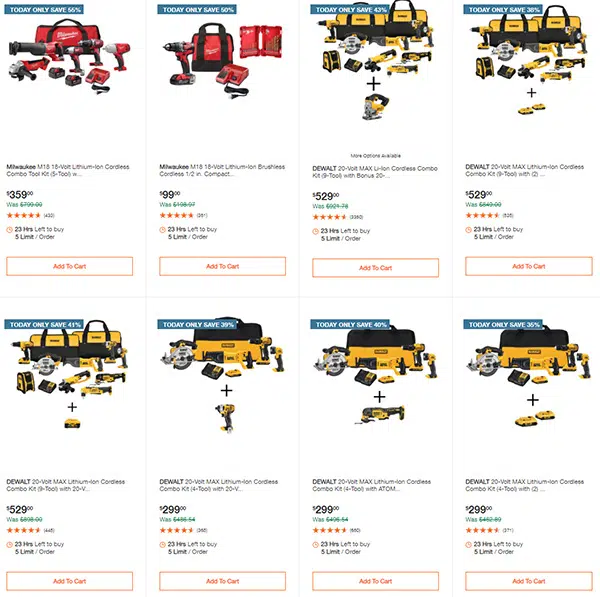 TODAY ONLY SAVE 55%
Milwaukee M18 18-Volt Lithium-Ion Cordless
Combo Tool Kit (5-Tool) w...
$359.00
Was $799.00
(433)
23 Hrs Left to buy
5 Limit / Order
Add To Cart
TODAY ONLY SAVE 50%
Milwaukee M18 18-Volt Lithium-Ion Brushless
Cordless 1/2 in. Compact...
$99.00
Was $198.97
(261)
23 Hrs Left to buy
5 Limit / Order
Add To Cart
TODAY ONLY SAVE 43%
More Options Available
DEWALT 20-Volt MAX Li-Ion Cordless Combo
Kit (9-Tool) with Bonus 20-...
$529.00
Was $921.78
23 Hrs Left to buy
5 Limit / Order
Add To Cart
TODAY ONLY SAVE 38%
DEWALT 20-Volt MAX Lithium-Ion Cordless
Combo Kit (9-Tool) with (2) ...
$529.00
Was $849.00
23 Hrs Left to buy
5 Limit / Order
Add To Cart
TODAY ONLY SAVE 41%
DEWALT 20-Volt MAX Lithium-Ion Cordless
Combo Kit (9-Tool) with 20-V...
$529.00
Was $898.00
(445)
23 Hrs Left to buy
5 Limit / Order
Add To Cart
TODAY ONLY SAVE 39%
DEWALT 20-Volt MAX Lithium-Ion Cordless
Combo Kit (4-Tool) with 20-V...
$299.00
Was $488.54
23 Hrs Left to buy
5 Limit / Order
Add To Cart
TODAY ONLY SAVE 40%
DEWALT 20-Volt MAX Lithium-Ion Cordless
Combo Kit (4-Tool) with ATOM...
$299.00
Was $496.54
23 Hrs Left to buy
5 Limit / Order
Add To Cart
TODAY ONLY SAVE 35%
DEWALT 20-Volt MAX Lithium-Ion Cordless
Combo Kit (4-Tool) with (2) ...
$299.00
Was $462.89
(371)
23 Hrs Left to buy
5 Limit / Order
Add To Cart